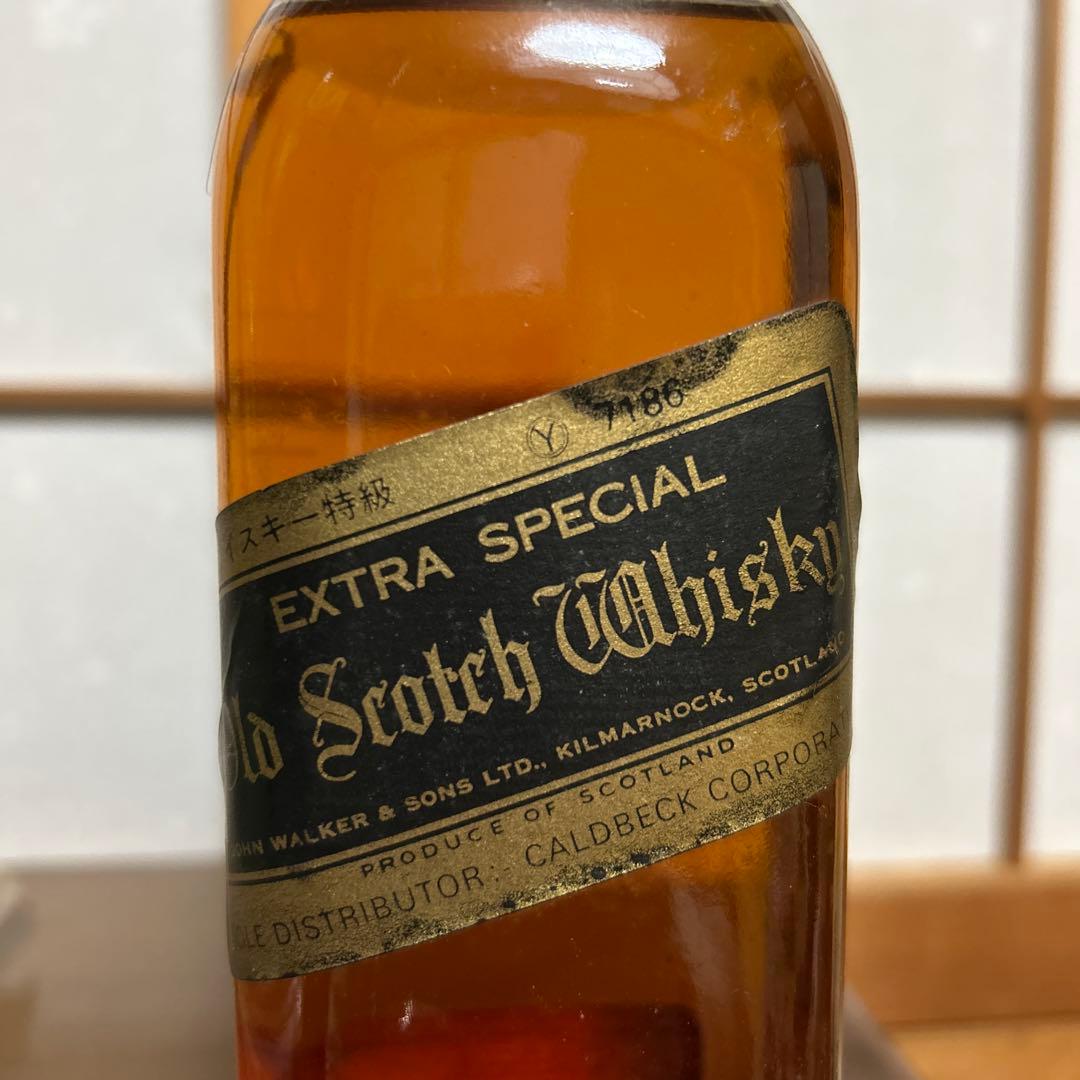 イスキー特級 Ⓨ 7186
EXTRA SPECIAL
Old Scotch Whisky
JOHN WALKER & SONS LTD., KILMARNOCK, SCOTLAND
PRODUCE OF SCOTLAND
OLE DISTRIBUTOR:- CALDBECK CORPORAT